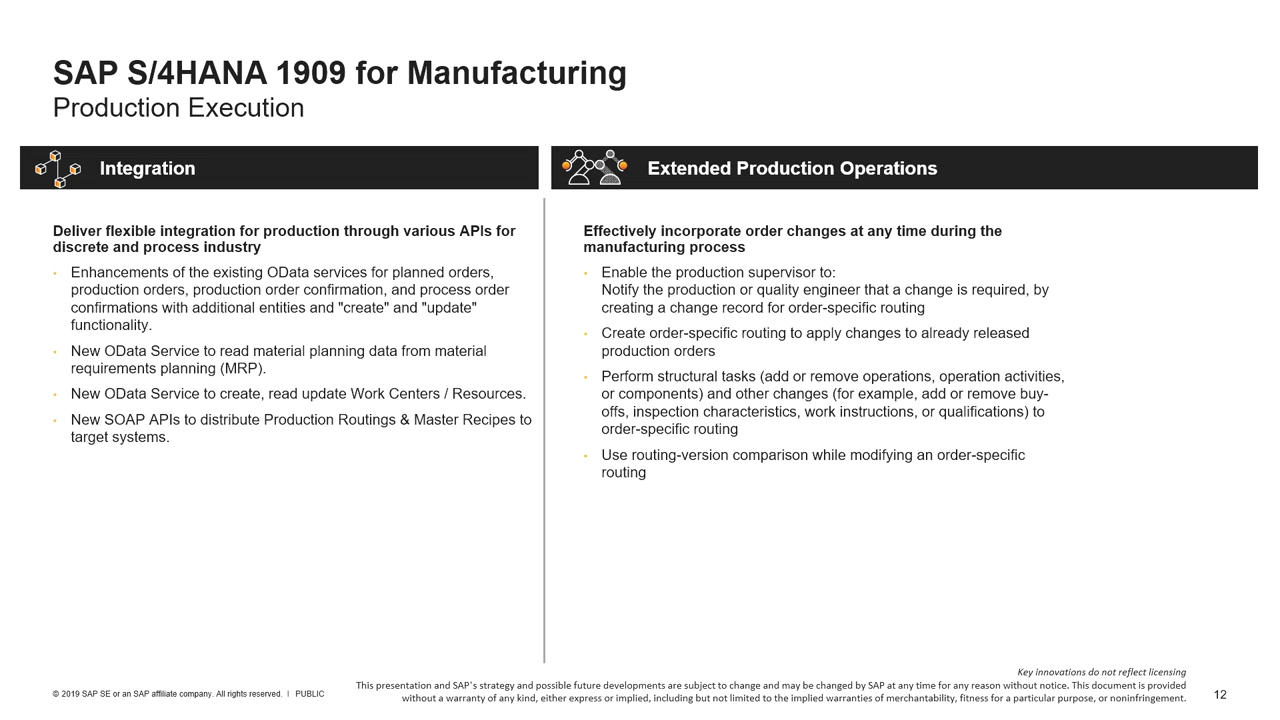 SAP S/4HANA 1909 for Manufacturing
Production Execution
Integration
Deliver flexible integration for production through various APIs for
discrete and process industry
• Enhancements of the existing OData services for planned orders,
production orders, production order confirmation, and process order
confirmations with additional entities and "create" and "update"
functionality.
• New OData Service to read material planning data from material
requirements planning (MRP).
• New OData Service to create, read update Work Centers / Resources.
• New SOAP APIs to distribute Production Routings & Master Recipes to
target systems.
Extended Production Operations
Effectively incorporate order changes at any time during the
manufacturing process
• Enable the production supervisor to:
Notify the production or quality engineer that a change is required, by
creating a change record for order-specific routing
• Create order-specific routing to apply changes to already released
production orders
• Perform structural tasks (add or remove operations, operation activities,
or components) and other changes (for example, add or remove buy-
offs, inspection characteristics, work instructions, or qualifications) to
order-specific routing
• Use routing-version comparison while modifying an order-specific
routing
Key innovations do not reflect licensing
This presentation and SAP's strategy and possible future developments are subject to change and may be changed by SAP at any time for any reason without notice. This document is provided
without a warranty of any kind, either express or implied, including but not limited to the implied warranties of merchantability, fitness for a particular purpose, or noninfringement.
© 2019 SAP SE or an SAP affiliate company. All rights reserved. | PUBLIC
12